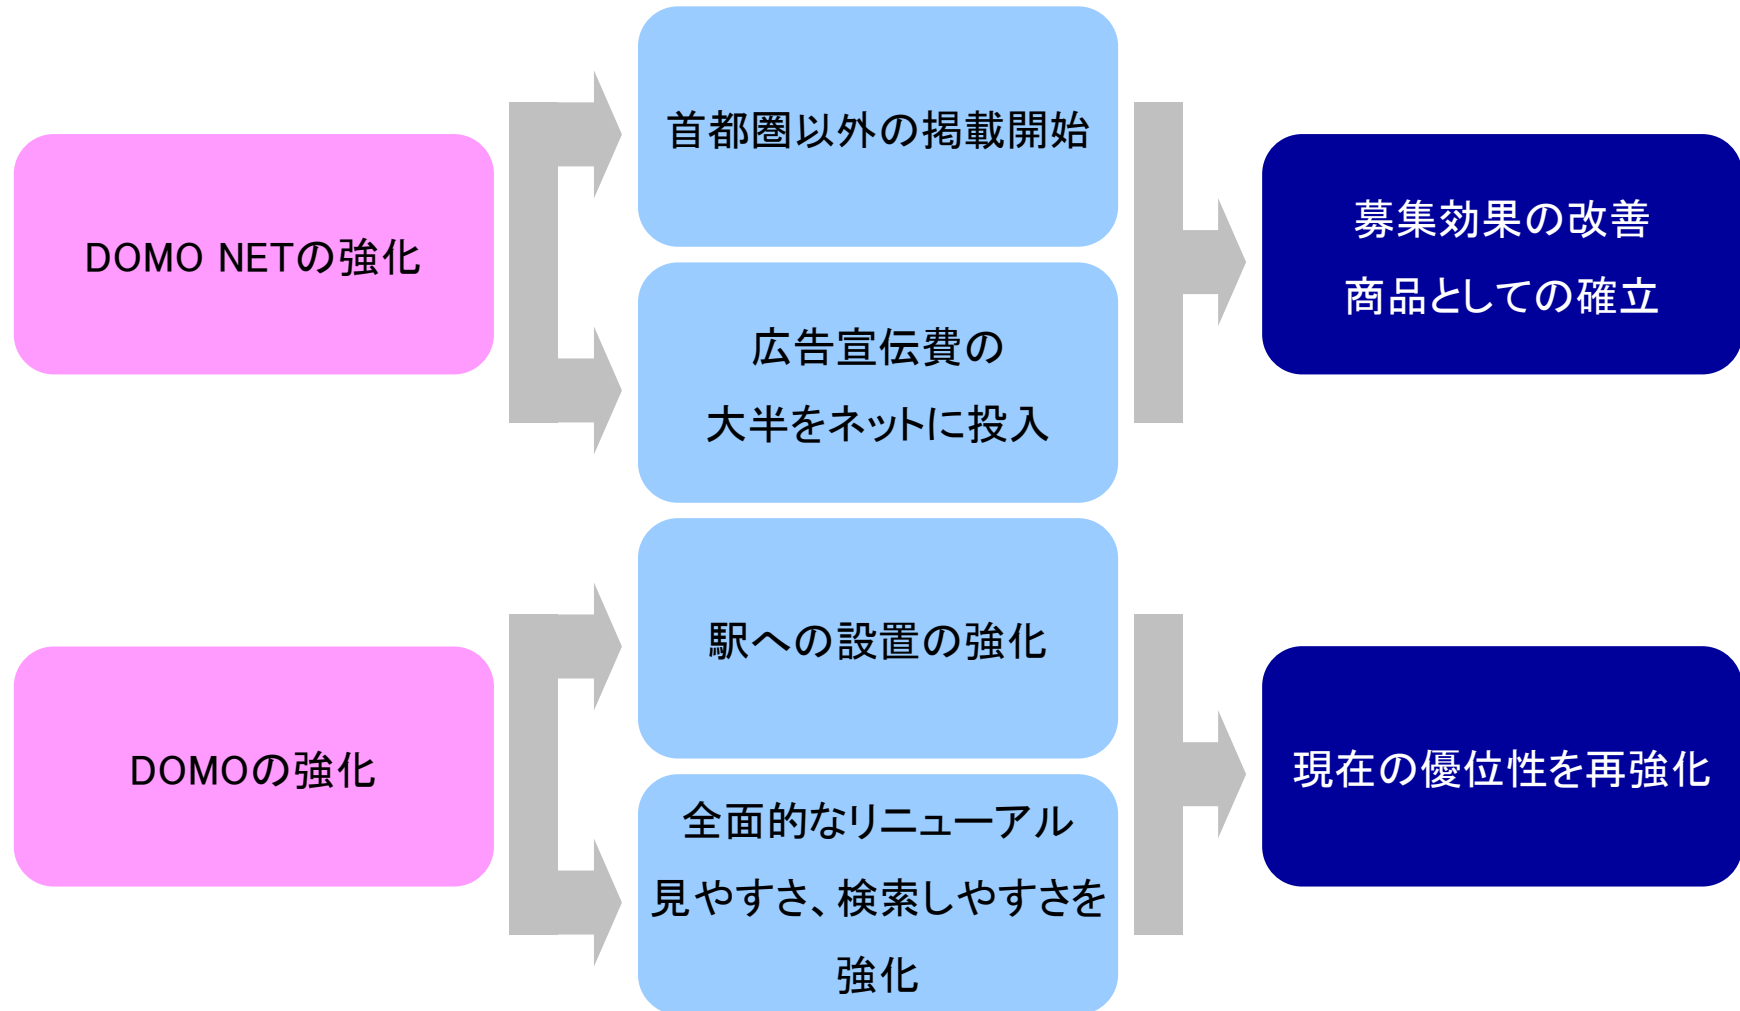 DOMO NETの強化
首都圏以外の掲載開始
広告宣伝費の
大半をネットに投入
募集効果の改善
商品としての確立
DOMOの強化
駅への設置の強化
全面的なリニューアル
見やすさ、検索しやすさを
強化
現在の優位性を再強化